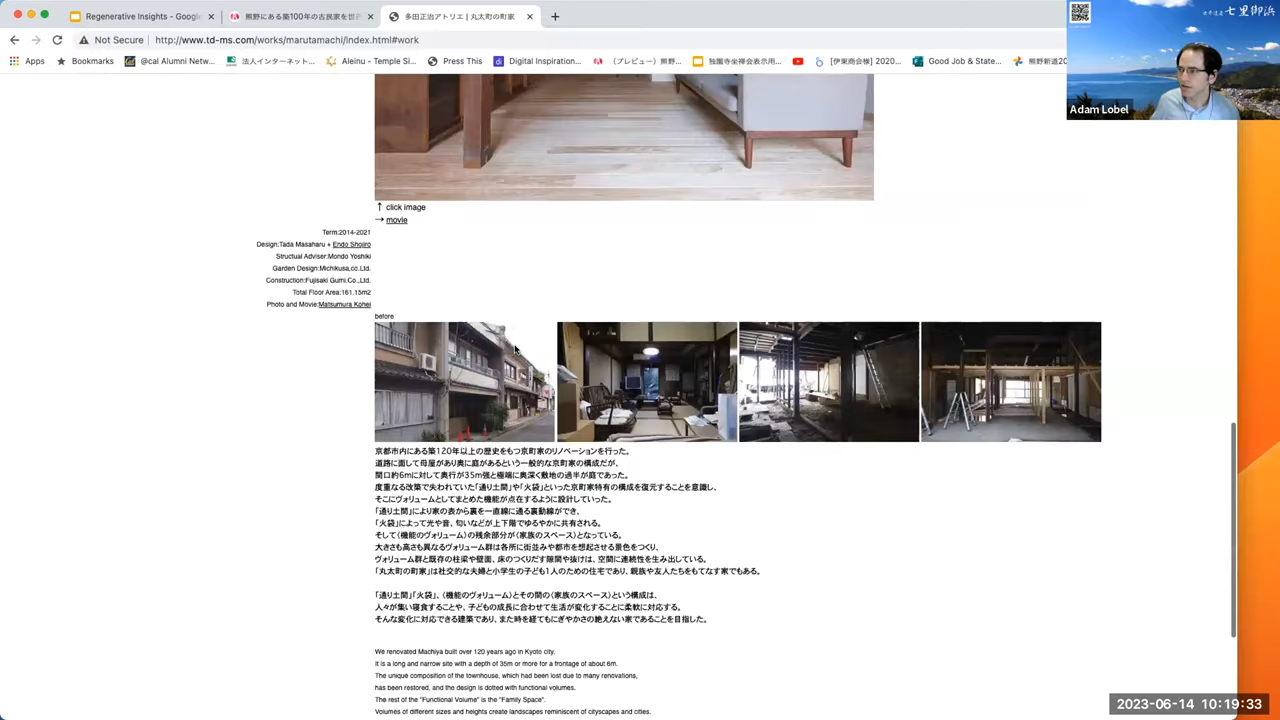 Regenerative Insights - Google
熊野にある築100年の古民家を世
多田正治アトリエ | 丸太町の町家
Not Secure
http://www.td-ms.com/works/marutamachi/index.html#work
Apps
Bookmarks
@cal Alumni Netw...
法人インターネット...
Aleinu - Temple Si...
Press This
Digital Inspiration...
（プレビュー）熊野...
独園寺坐禅会表示用...
[伊東商会様] 2020...
Good Job & State...
熊野新道20
世界遺産 七里御浜
Adam Lobel
↑ click image
→ movie
Term:2014-2021
Design:Tada Masaharu + Endo Shojiro
Structual Adviser:Mondo Yoshiki
Garden Design:Michikusa,co.Ltd.
Construction:Fujisaki Gumi.Co.,Ltd.
Total Floor Area:161.15m2
Photo and Movie:Matsumura Kohei
before
京都市内にある築120年以上の歴史をもつ京町家のリノベーションを行った。
道路に面して母屋があり奥に庭があるという一般的な京町家の構成だが、
間口約6mに対して奥行が35m強と極端に奥深く敷地の過半が庭であった。
度重なる改築で失われていた「通り土間」や「火袋」といった京町家特有の構成を復元することを意識し、
そこにヴォリュームとしてまとめた機能が点在するように設計していった。
「通り土間」により家の表から裏を一直線に通る裏動線ができ、
「火袋」によって光や音、匂いなどが上下階でゆるやかに共有される。
そして〈機能のヴォリューム〉の残余部分が〈家族のスペース〉となっている。
大きさも高さも異なるヴォリューム群は各所に街並みや都市を想起させる景色をつくり、
ヴォリューム群と既存の柱梁や壁面、床のつくりだす隙間や抜けは、空間に連続性を生み出している。
「丸太町の町家」は社交的な夫婦と小学生の子ども1人のための住宅であり、親族や友人たちをもてなす家でもある。
「通り土間」「火袋」、〈機能のヴォリューム〉とその間の〈家族のスペース〉という構成は、
人々が集い寝食することや、子どもの成長に合わせて生活が変化することに柔軟に対応する。
そんな変化に対応できる建築であり、また時を経てもにぎやかさの絶えない家であることを目指した。
We renovated Machiya built over 120 years ago in Kyoto city.
It is a long and narrow site with a depth of 35m or more for a frontage of about 6m.
The unique composition of the townhouse, which had been lost due to many renovations,
has been restored, and the design is dotted with functional volumes.
The rest of the "Functional Volume" is the "Family Space".
Volumes of different sizes and heights create landscapes reminiscent of cityscapes and cities.
2023-06-14 10:19:33